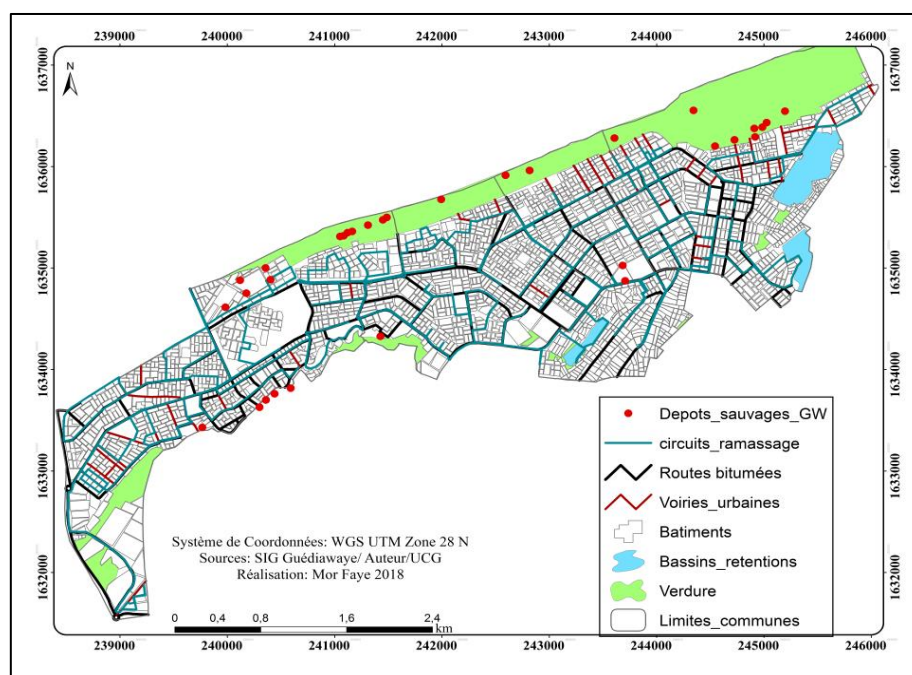 239000 240000 241000 242000 243000 244000 245000 246000
1637000 1637000
N
1636000 1636000
1635000 1635000
1634000 1634000
1633000 1633000
1632000 1632000
Depots_sauvages_GW
circuits_ramassage
Routes bitumées
Voiries_urbaines
Batiments
Bassins_retentions
Verdure
Limites_communes
Système de Coordonnées: WGS UTM Zone 28 N
Sources: SIG Guédiawaye/ Auteur/UCG
Réalisation: Mor Faye 2018
0 0,4 0,8 1,6 2,4
km
239000 240000 241000 242000 243000 244000 245000 246000